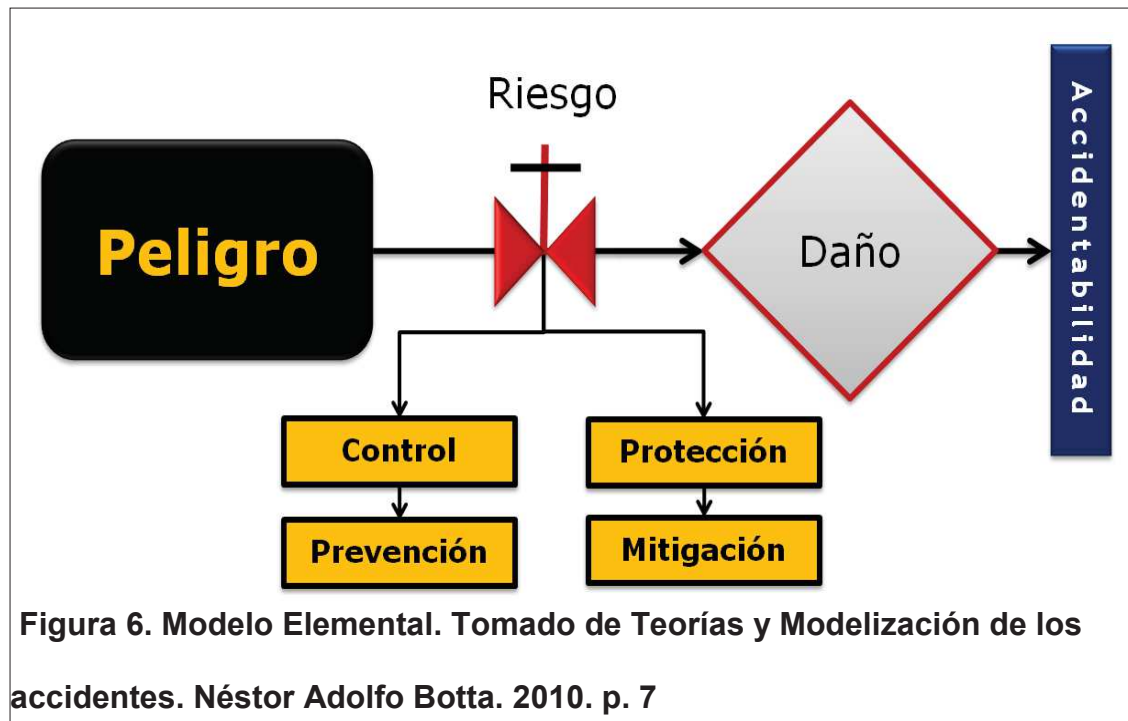 Riesgo
Peligro
Daño
Accidentabilidad
Control
Protección
Prevención
Mitigación
Figura 6. Modelo Elemental. Tomado de Teorías y Modelización de los
accidentes. Néstor Adolfo Botta. 2010. p. 7